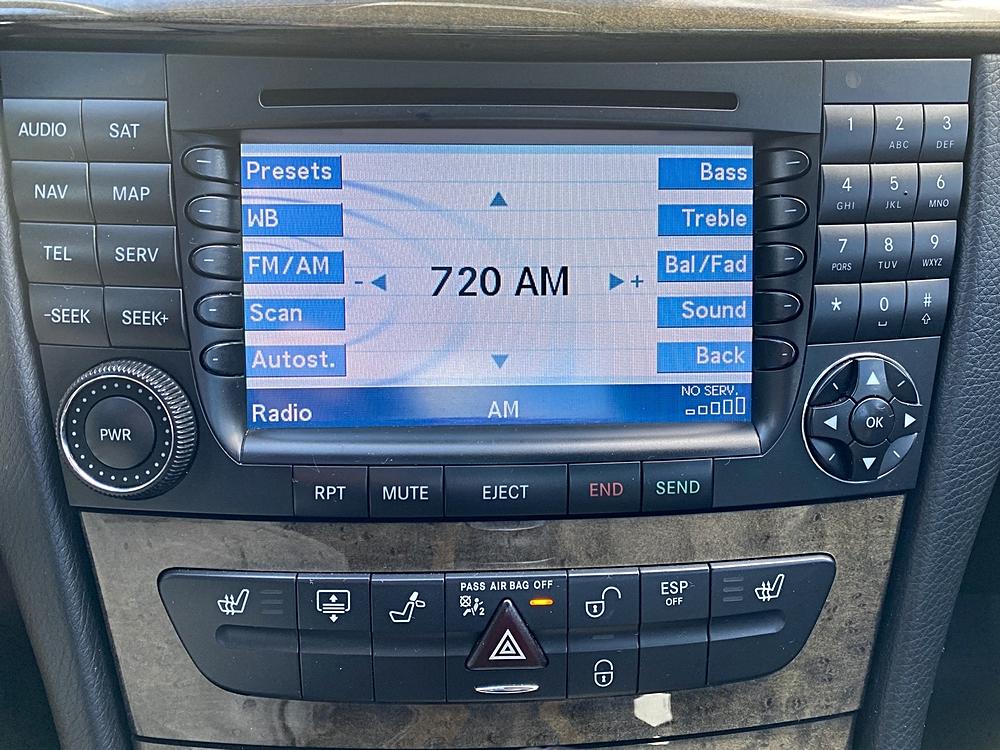 AUDIO SAT
NAV MAP
TEL SERV
-SEEK SEEK+
PWR
Presets Bass
WB Treble
FM/AM Bal/Fad
- 720 AM +
Scan Sound
Autost. Back
NO SERV.
Radio AM
1 2 ABC 3 DEF
4 GHI 5 JKL 6 MNO
7 PQRS 8 TUV 9 WXYZ
* 0 #
OK
RPT MUTE EJECT END SEND
PASS AIR BAG OFF
2
ESP
OFF